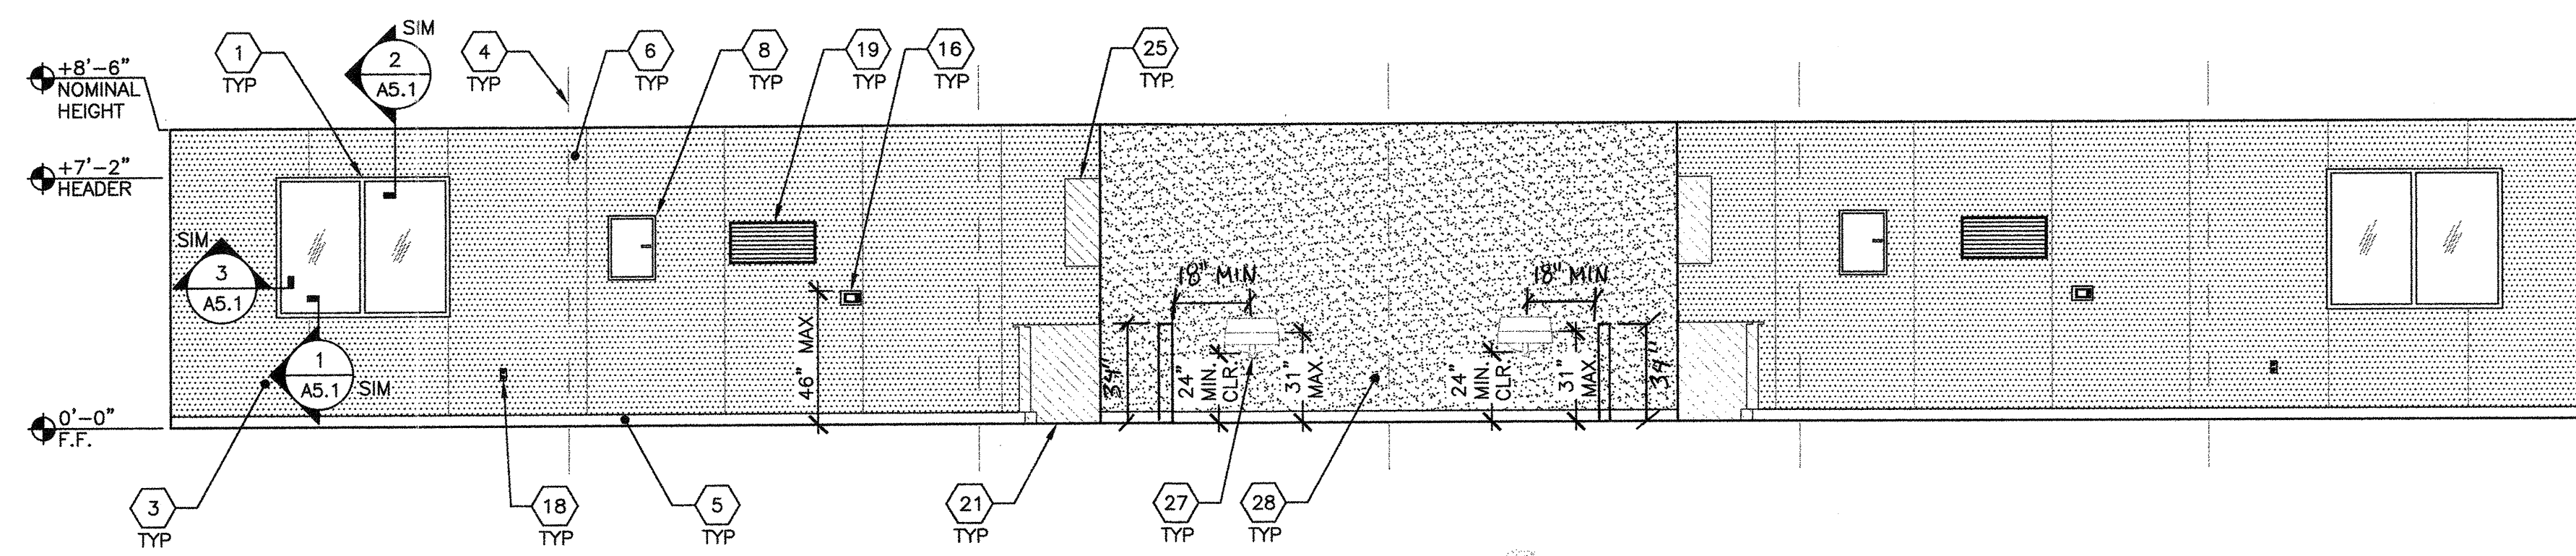 +8'-6"
NOMINAL
HEIGHT
+7'-2"
HEADER
0'-0"
F.F.
1
TYP
2
A5.1
SIM
4
TYP
6
TYP
8
TYP
19
TYP
16
TYP
25
TYP.
SIM
3
A5.1
1
A5.1
SIM
46" MAX
18" MIN
18" MIN
34"
24"
MIN.
CLR.
31"
MAX
24"
MIN.
CLR.
31"
MAX
34"
3
TYP
18
TYP
5
TYP
21
TYP
27
TYP
28
TYP